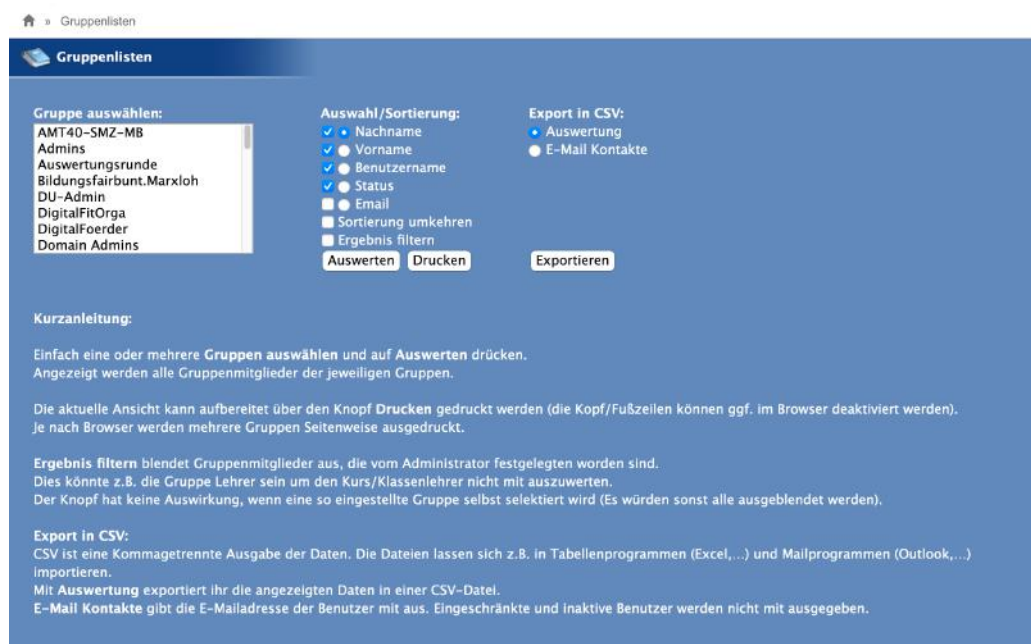 » Gruppenlisten
Gruppenlisten
Gruppe auswählen:
AMT40-SMZ-MB
Admins
Auswertungsrunde
Bildungsfairbunt.Marxloh
DU-Admin
DigitalFitOrga
DigitalFoerder
Domain Admins
Auswahl/Sortierung:
Nachname
Vorname
Benutzername
Status
Email
Sortierung umkehren
Ergebnis filtern
Auswerten Drucken
Export in CSV:
Auswertung
E-Mail Kontakte
Exportieren
Kurzanleitung:
Einfach eine oder mehrere Gruppen auswählen und auf Auswerten drücken.
Angezeigt werden alle Gruppenmitglieder der jeweiligen Gruppen.
Die aktuelle Ansicht kann aufbereitet über den Knopf Drucken gedruckt werden (die Kopf/Fußzeilen können ggf. im Browser deaktiviert werden).
Je nach Browser werden mehrere Gruppen Seitenweise ausgedruckt.
Ergebnis filtern blendet Gruppenmitglieder aus, die vom Administrator festgelegten worden sind.
Dies könnte z.B. die Gruppe Lehrer sein um den Kurs/Klassenlehrer nicht mit auszuwerten.
Der Knopf hat keine Auswirkung, wenn eine so eingestellte Gruppe selbst selektiert wird (Es würden sonst alle ausgeblendet werden).
Export in CSV:
CSV ist eine Kommagetrennte Ausgabe der Daten. Die Dateien lassen sich z.B. in Tabellenprogrammen (Excel,...) und Mailprogrammen (Outlook,...)
importieren.
Mit Auswertung exportiert ihr die angezeigten Daten in einer CSV-Datei.
E-Mail Kontakte gibt die E-Mailadresse der Benutzer mit aus. Eingeschränkte und inaktive Benutzer werden nicht mit ausgegeben.